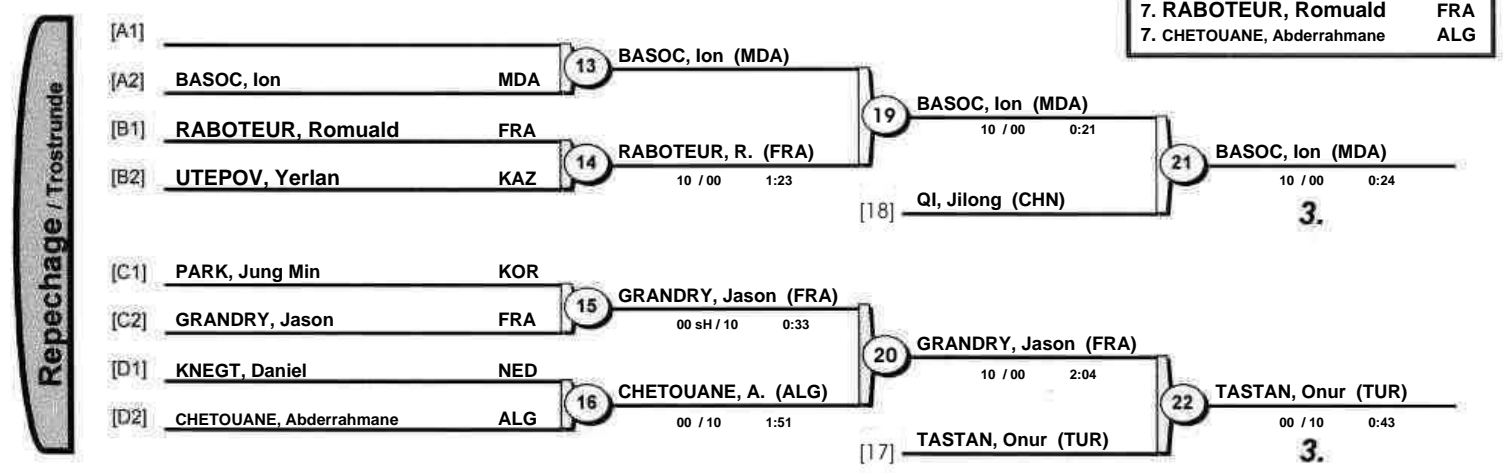 7. RABOTEUR, Romuald FRA
7. CHETOUANE, Abderrahmane ALG
Repechage / Trostrunde
[A1]
[A2] BASOC, Ion MDA
13 BASOC, Ion (MDA)
[B1] RABOTEUR, Romuald FRA
[B2] UTEPOV, Yerlan KAZ
14 RABOTEUR, R. (FRA)
10 / 00 1:23
19 BASOC, Ion (MDA)
10 / 00 0:21
[18] QI, Jilong (CHN)
21 BASOC, Ion (MDA)
10 / 00 0:24
3.
[C1] PARK, Jung Min KOR
[C2] GRANDRY, Jason FRA
15 GRANDRY, Jason (FRA)
00 sH / 10 0:33
[D1] KNEGT, Daniel NED
[D2] CHETOUANE, Abderrahmane ALG
16 CHETOUANE, A. (ALG)
00 / 10 1:51
20 GRANDRY, Jason (FRA)
10 / 00 2:04
[17] TASTAN, Onur (TUR)
22 TASTAN, Onur (TUR)
00 / 10 0:43
3.